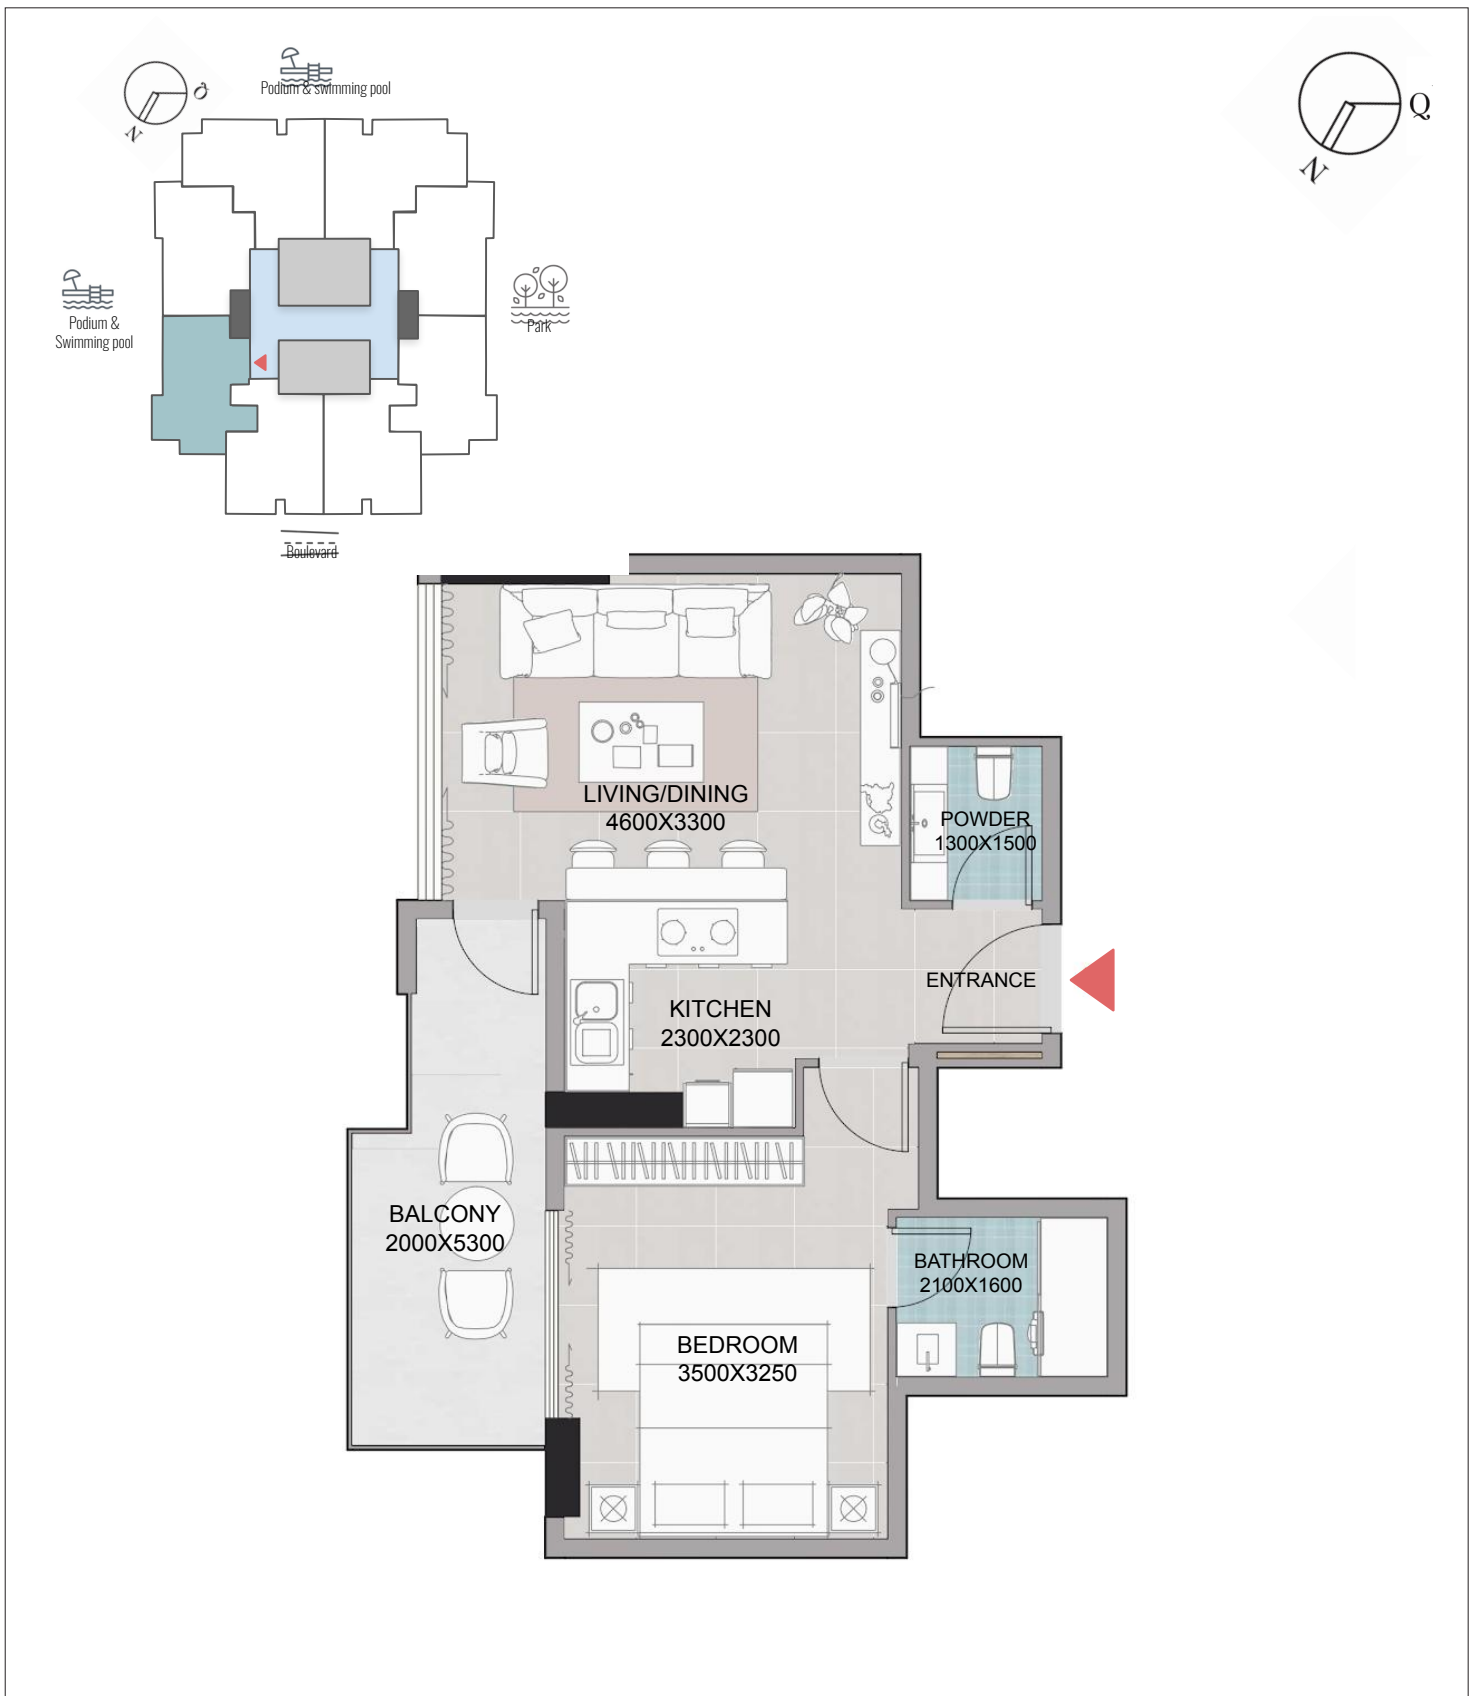 Podium & swimming pool
Q
N
Q
N
Podium &
Swimming pool
Park
Boulevard
LIVING/DINING
4600X3300
POWDER
1300X1500
ENTRANCE
KITCHEN
2300X2300
BALCONY
2000X5300
BATHROOM
2100X1600
BEDROOM
3500X3250